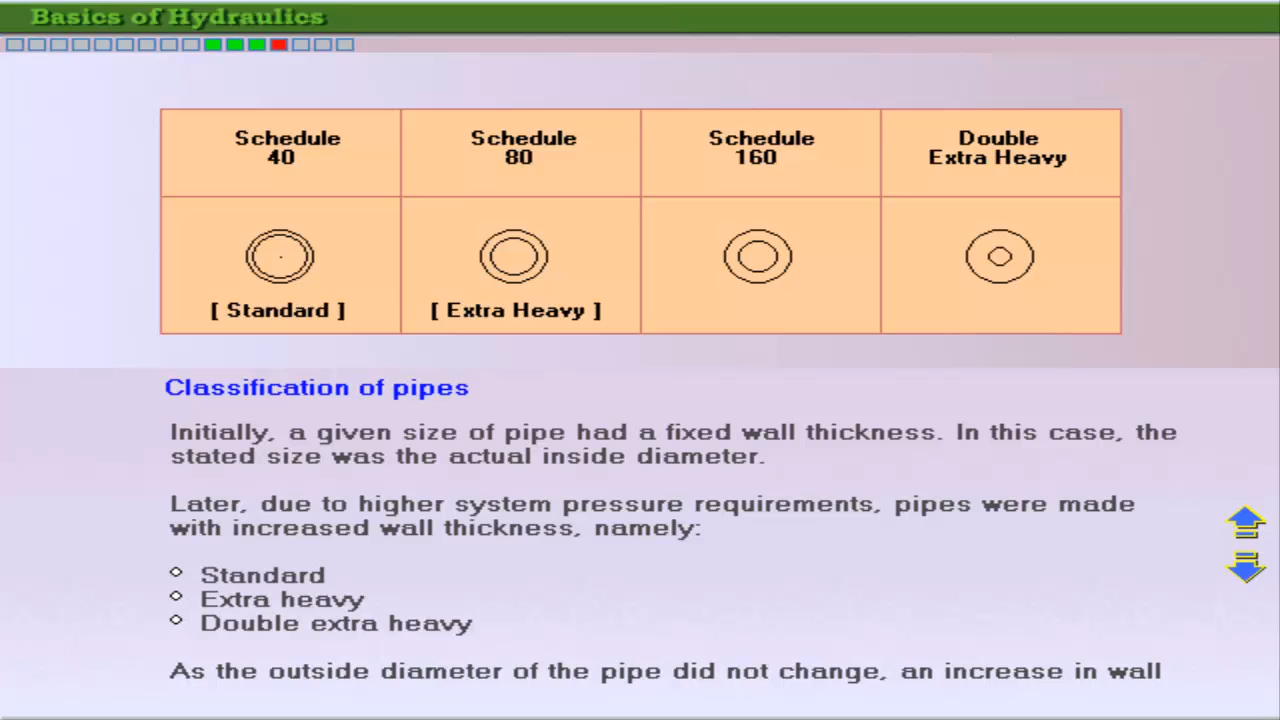 Basics of Hydraulics
Schedule 40
Schedule 80
Schedule 160
Double Extra Heavy
[ Standard ]
[ Extra Heavy ]
Classification of pipes
Initially, a given size of pipe had a fixed wall thickness. In this case, the
stated size was the actual inside diameter.
Later, due to higher system pressure requirements, pipes were made
with increased wall thickness, namely:
Standard
Extra heavy
Double extra heavy
As the outside diameter of the pipe did not change, an increase in wall